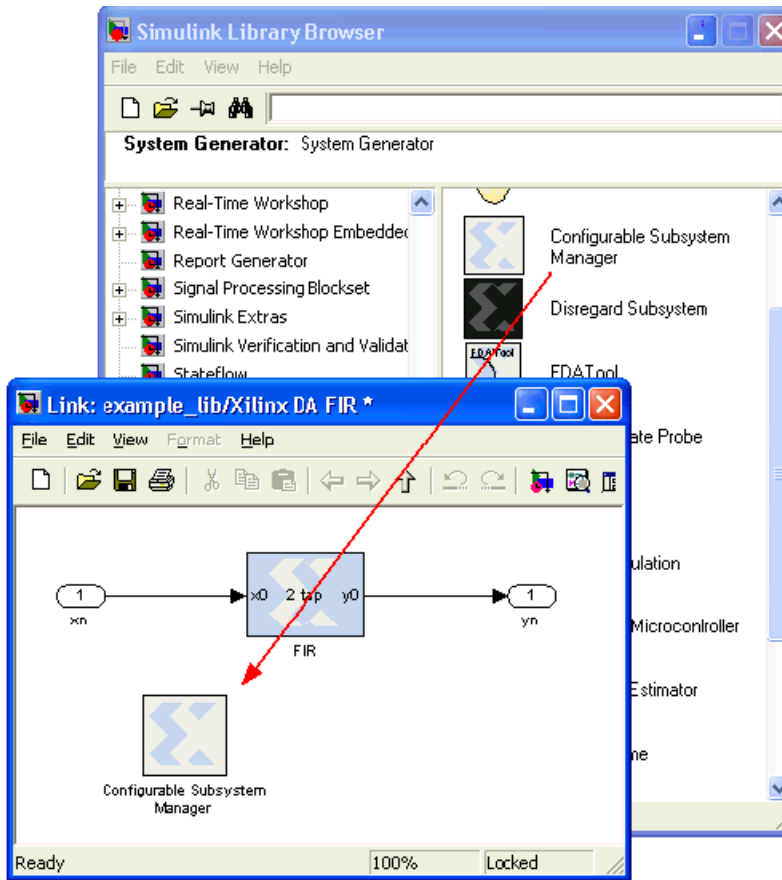 Simulink Library Browser
File Edit View Help
System Generator: System Generator
Real-Time Workshop
Real-Time Workshop Embedded
Report Generator
Signal Processing Blockset
Simulink Extras
Simulink Verification and Validat
Stateflow
Configurable Subsystem
Manager
Disregard Subsystem
FDATool
FDATool
ate Probe
ulation
Microcontroller
Estimator
me
Link: example_lib/Xilinx DA FIR *
File Edit View Format Help
1
xn
x0 2 tap y0
FIR
1
yn
Configurable Subsystem
Manager
Ready 100% Locked